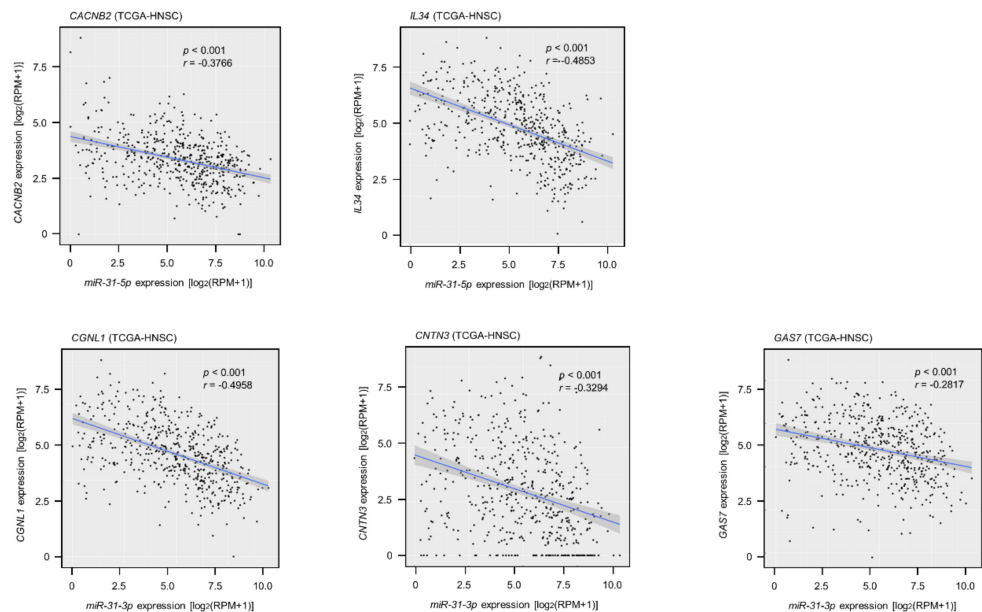 CACNB2 (TCGA-HNSC)
p < 0.001
r = -0.3766
CACNB2 expression [log2(RPM+1)]
7.5
5.0
2.5
0
0
2.5
5.0
7.5
10.0
miR-31-5p expression [log2(RPM+1)]
IL34 (TCGA-HNSC)
p < 0.001
r =--0.4853
IL34 expression [log2(RPM+1)]
7.5
5.0
2.5
0
0
2.5
5.0
7.5
10.0
miR-31-5p expression [log2(RPM+1)]
CGNL1 (TCGA-HNSC)
p < 0.001
r = -0.4958
CGNL1 expression [log2(RPM+1)]
7.5
5.0
2.5
0
0.0
2.5
5.0
7.5
10.0
miR-31-3p expression [log2(RPM+1)]
CNTN3 (TCGA-HNSC)
p < 0.001
r = -0.3294
CNTN3 expression [log2(RPM+1)]
7.5
5.0
2.5
0
0
2.5
5.0
7.5
10.0
miR-31-3p expression [log2(RPM+1)]
GAS7 (TCGA-HNSC)
p < 0.001
r = -0.2817
GAS7 expression [log2(RPM+1)]
7.5
5.0
2.5
0
0.0
2.5
5.0
7.5
10.0
miR-31-3p expression [log2(RPM+1)]